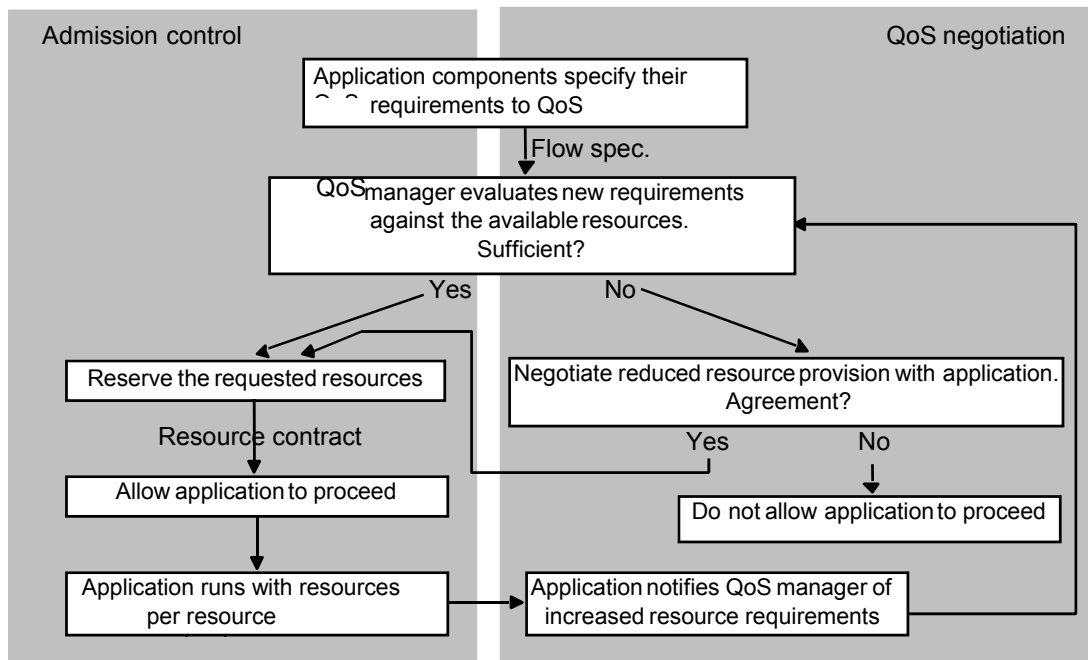 Admission control
QoS negotiation
Application components specify their
requirements to QoS
Flow spec.
QoS manager evaluates new requirements
against the available resources.
Sufficient?
Yes
No
Reserve the requested resources
Negotiate reduced resource provision with application.
Agreement?
Resource contract
Yes
No
Allow application to proceed
Do not allow application to proceed
Application runs with resources
per resource
Application notifies QoS manager of
increased resource requirements